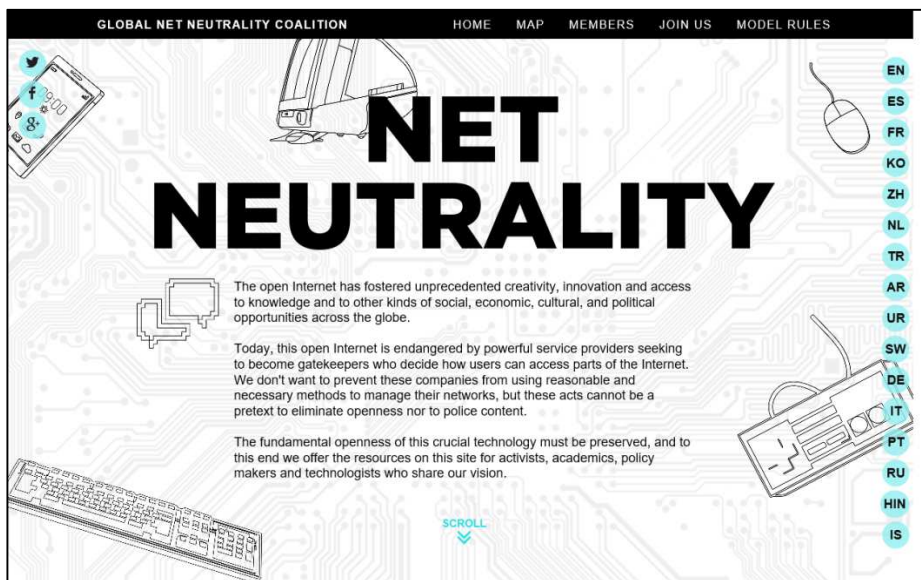 GLOBAL NET NEUTRALITY COALITION HOME MAP MEMBERS JOIN US MODEL RULES
NET
NEUTRALITY
The open Internet has fostered unprecedented creativity, innovation and access
to knowledge and to other kinds of social, economic, cultural, and political
opportunities across the globe.
Today, this open Internet is endangered by powerful service providers seeking
to become gatekeepers who decide how users can access parts of the Internet.
We don't want to prevent these companies from using reasonable and
necessary methods to manage their networks, but these acts cannot be a
pretext to eliminate openness nor to police content.
The fundamental openness of this crucial technology must be preserved, and to
this end we offer the resources on this site for activists, academics, policy
makers and technologists who share our vision.
SCROLL
f
g+
EN
ES
FR
KO
ZH
NL
TR
AR
UR
SW
DE
IT
PT
RU
HIN
IS